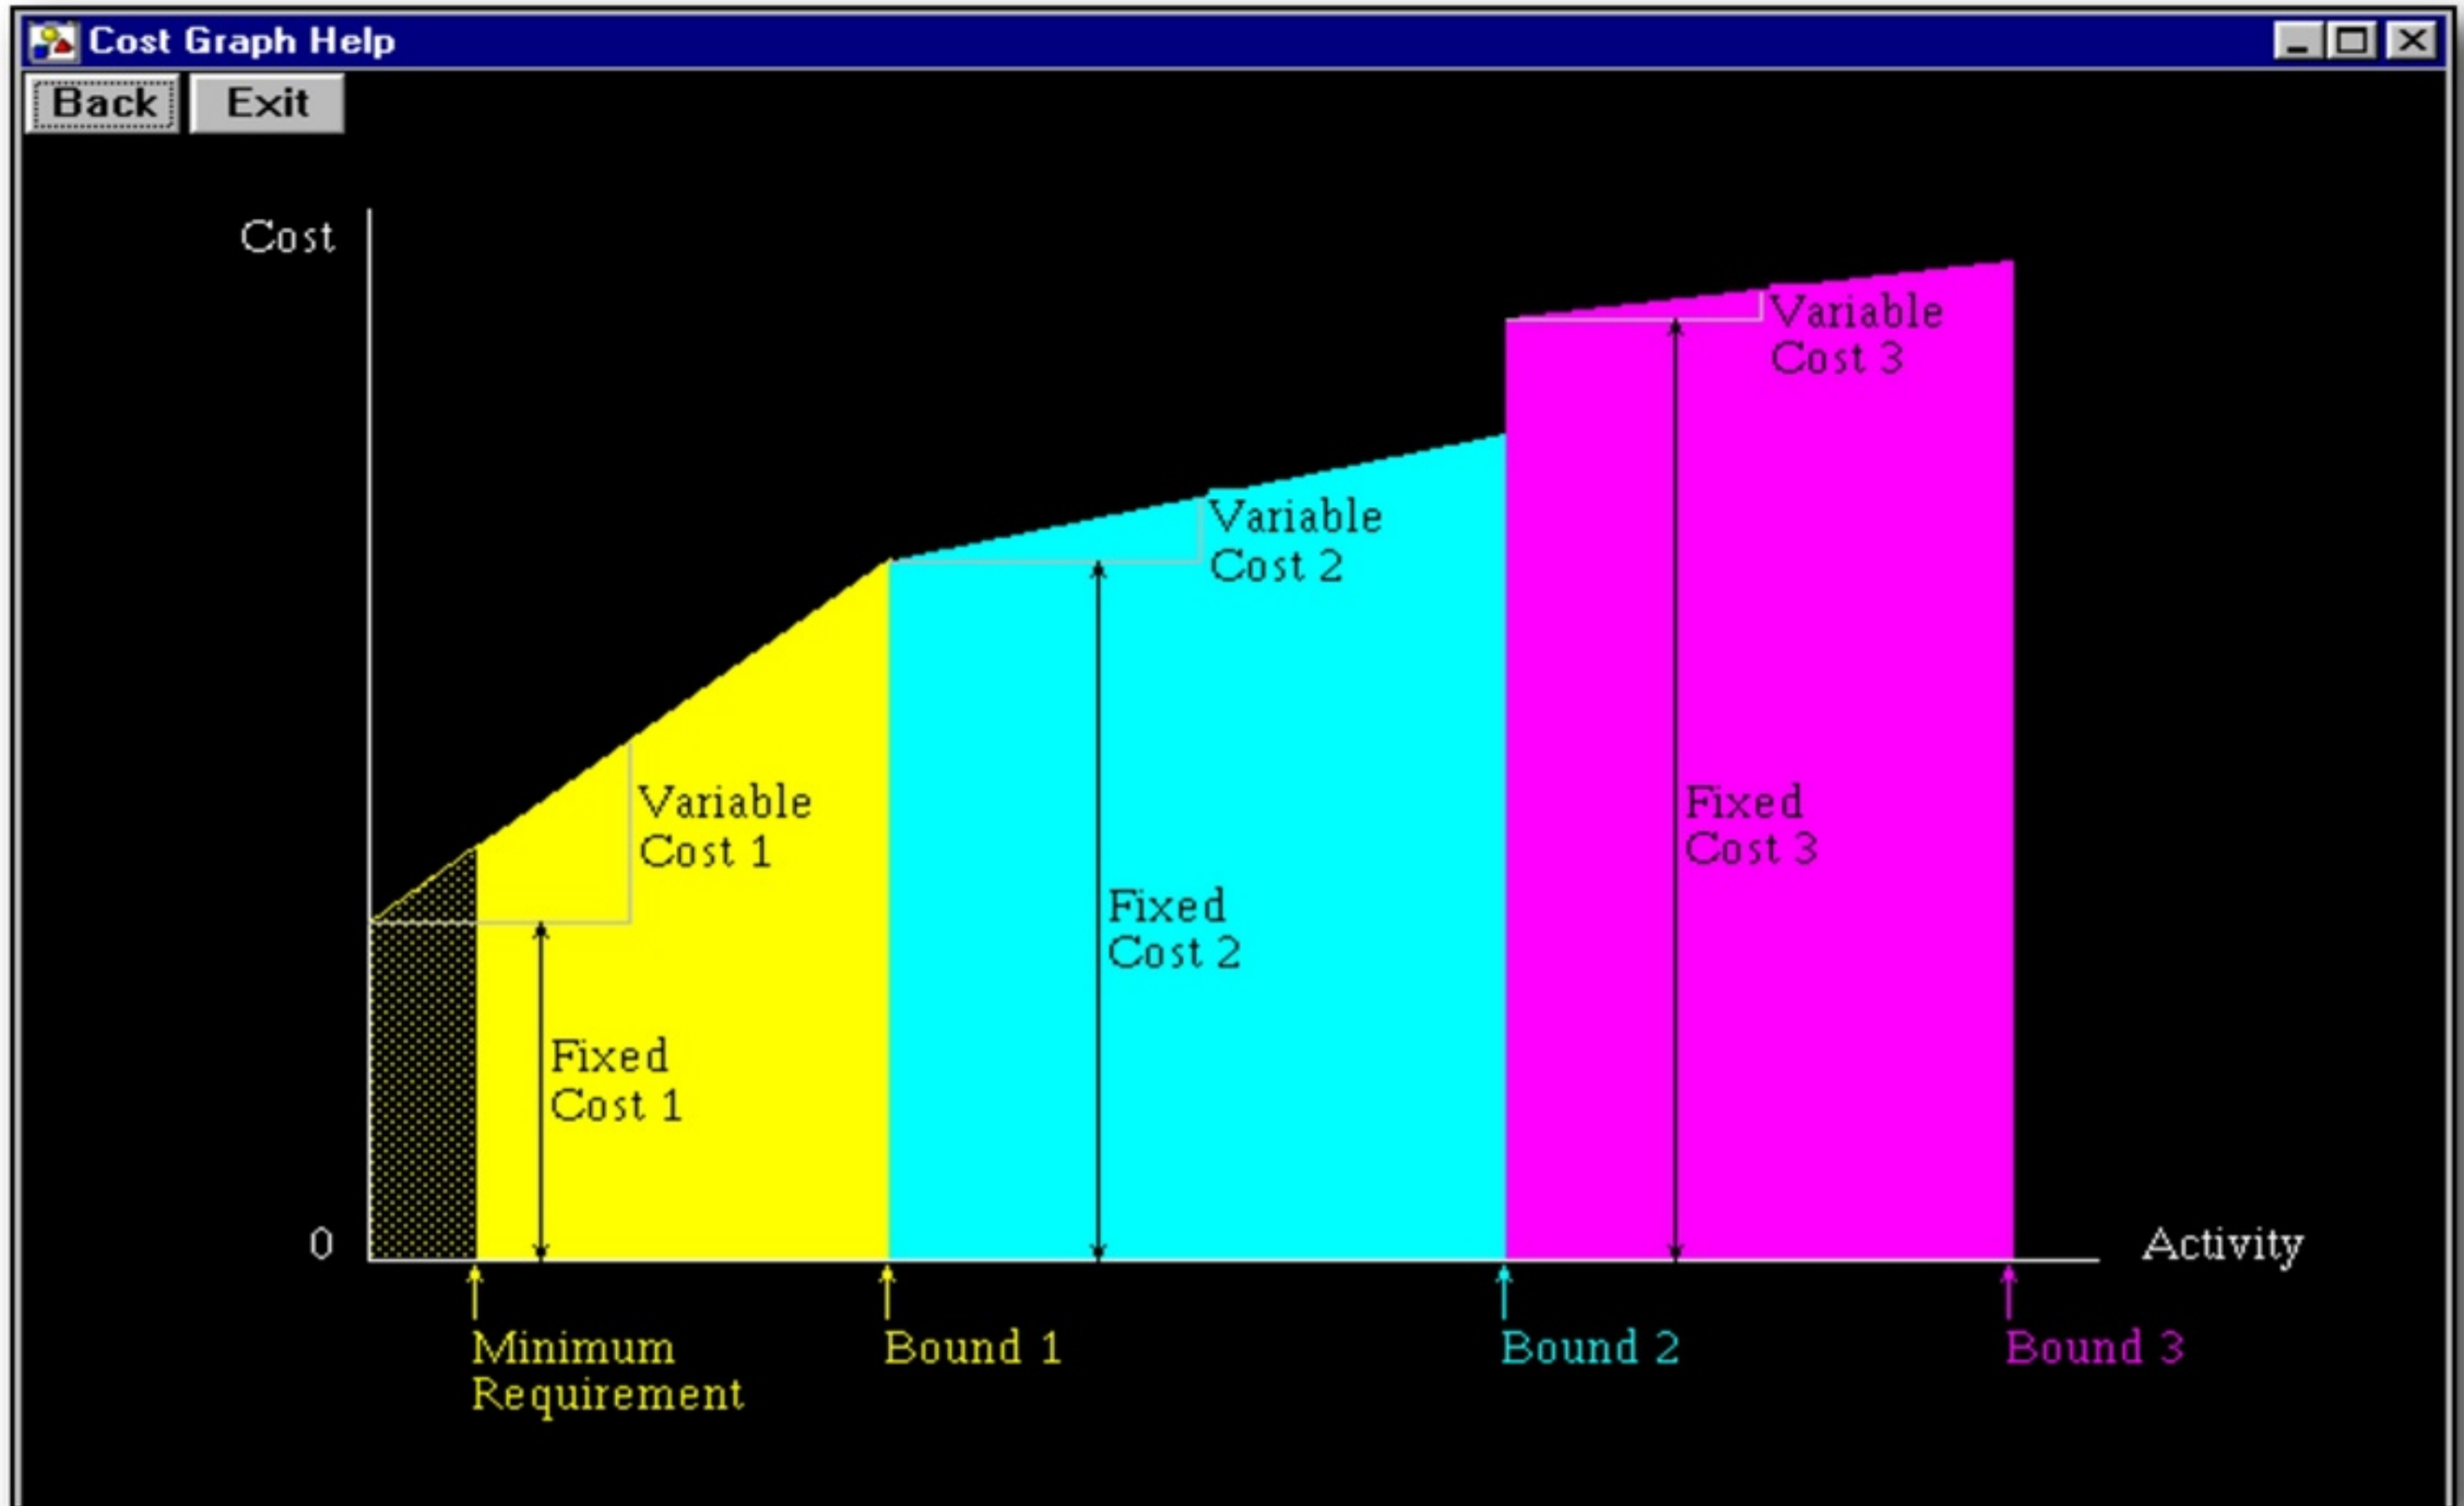 Cost Graph Help
Back Exit
Cost
Variable
Cost 3
Variable
Cost 2
Variable
Cost 1
Fixed
Cost 3
Fixed
Cost 2
Fixed
Cost 1
0
Activity
Minimum
Requirement
Bound 1
Bound 2
Bound 3